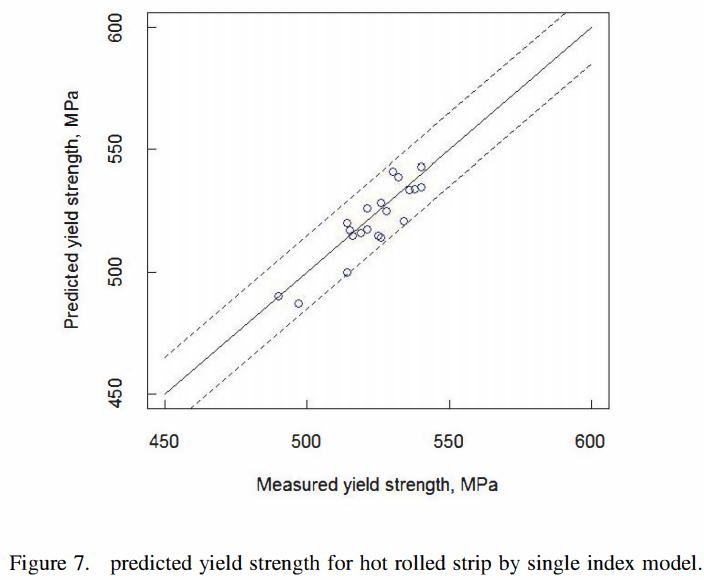 600
550
500
450
Predicted yield strength, MPa
450 500 550 600
Measured yield strength, MPa
Figure 7. predicted yield strength for hot rolled strip by single index model.